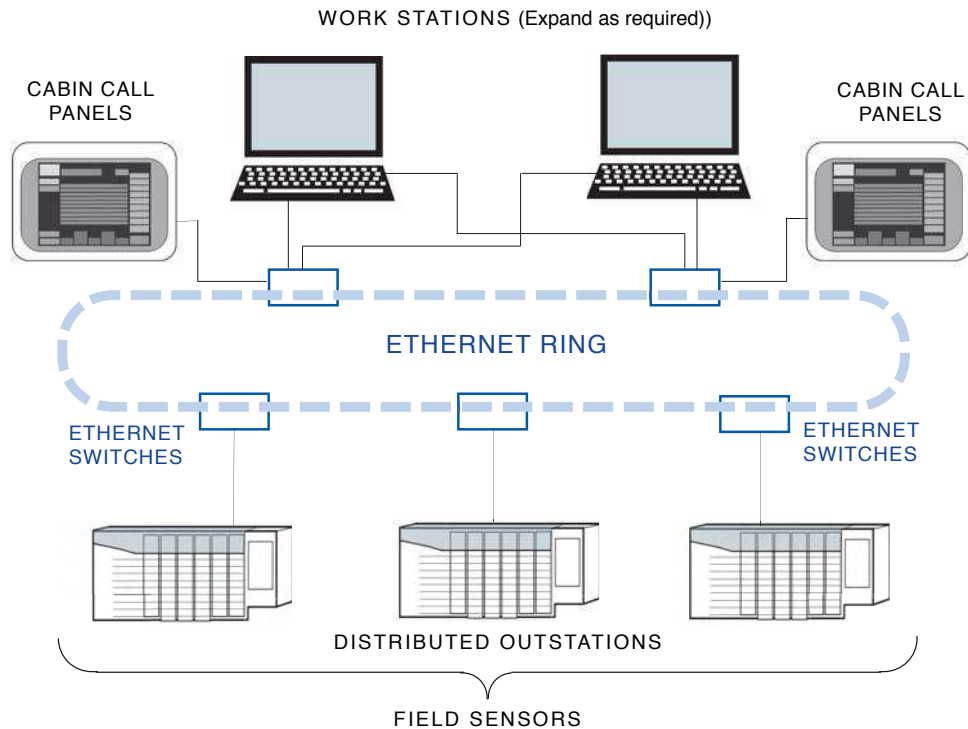 WORK STATIONS (Expand as required))
CABIN CALL
PANELS
CABIN CALL
PANELS
ETHERNET RING
ETHERNET
SWITCHES
ETHERNET
SWITCHES
DISTRIBUTED OUTSTATIONS
FIELD SENSORS